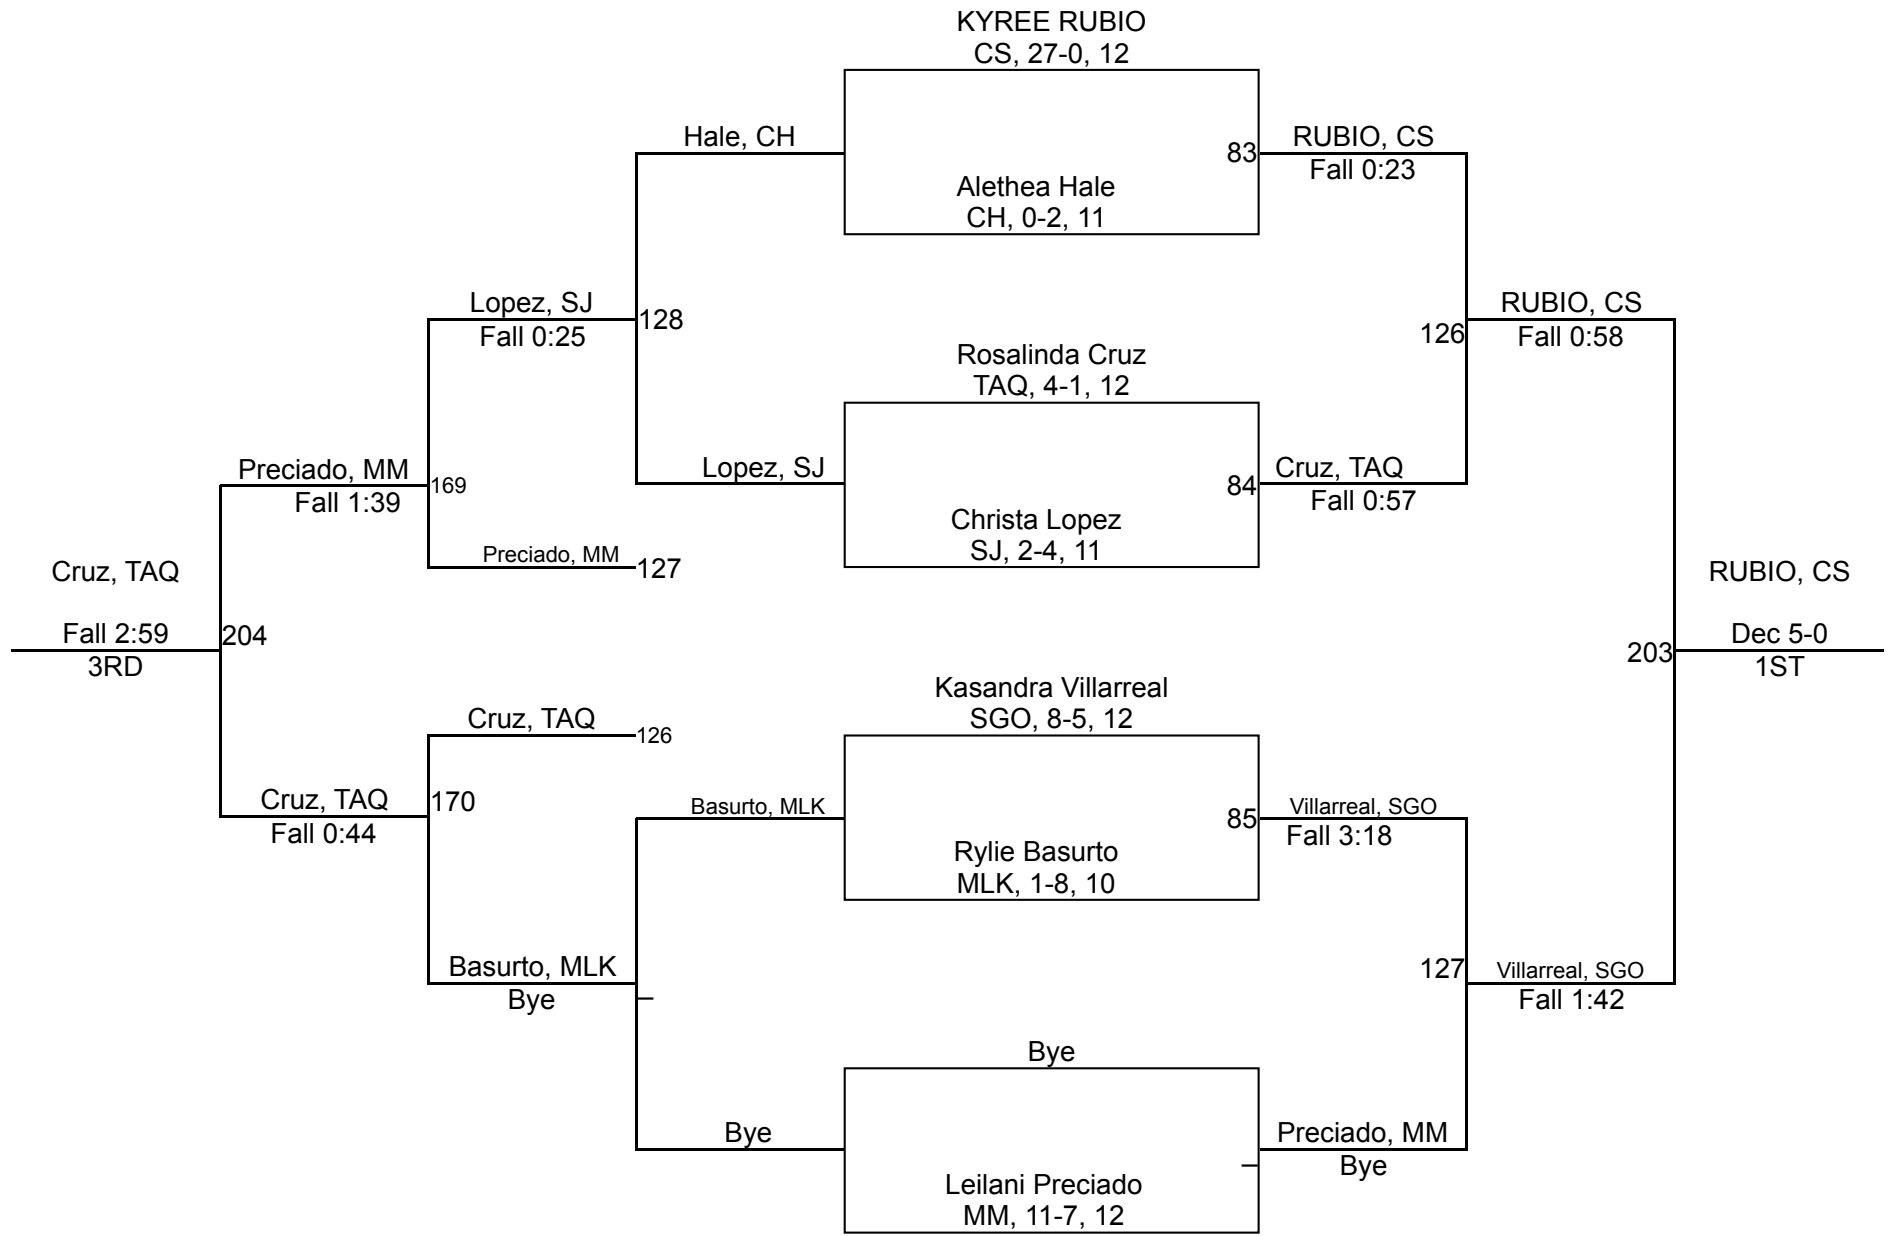 KYREE RUBIO
CS, 27-0, 12
Hale, CH
83
RUBIO, CS
Fall 0:23
Alethea Hale
CH, 0-2, 11
Lopez, SJ
Fall 0:25
128
126
RUBIO, CS
Fall 0:58
Rosalinda Cruz
TAQ, 4-1, 12
Preciado, MM
Fall 1:39
169
Lopez, SJ
84
Cruz, TAQ
Fall 0:57
Christa Lopez
SJ, 2-4, 11
Preciado, MM
127
Cruz, TAQ
Fall 2:59
3RD
204
RUBIO, CS
203
Dec 5-0
1ST
Kasandra Villarreal
SGO, 8-5, 12
Cruz, TAQ
126
Cruz, TAQ
Fall 0:44
170
Basurto, MLK
85
Villarreal, SGO
Fall 3:18
Rylie Basurto
MLK, 1-8, 10
Basurto, MLK
Bye
127
Villarreal, SGO
Fall 1:42
Bye
Bye
Preciado, MM
Bye
Leilani Preciado
MM, 11-7, 12